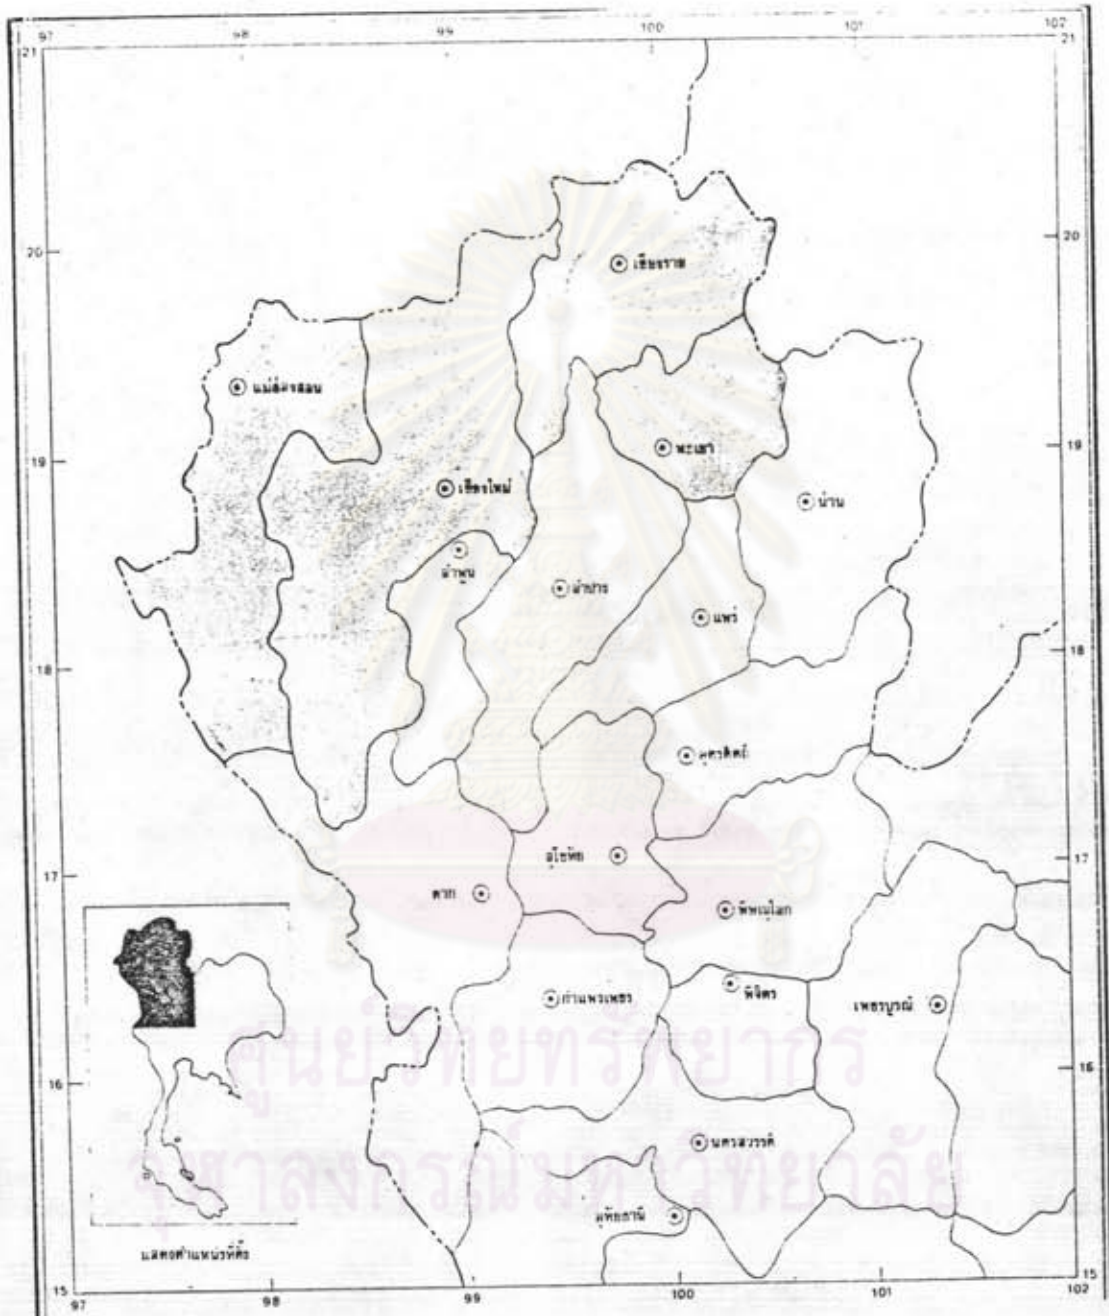 97 98 99 100 101 102
21 21
20 20
เชียงราย
แม่ฮ่องสอน
พะเยา
19 19
เชียงใหม่
น่าน
ลำพูน
ลำปาง
แพร่
18 18
อุตรดิตถ์
สุโขทัย
17 17
ตาก
พิษณุโลก
กำแพงเพชร
พิจิตร
เพชรบูรณ์
ศูนย์วิทยทรัพยากร
16 16
นครสวรรค์
จุฬาลงกรณ์มหาวิทยาลัย
อุทัยธานี
แสดงตำแหน่งที่ตั้ง
15 15
97 98 99 100 101 102